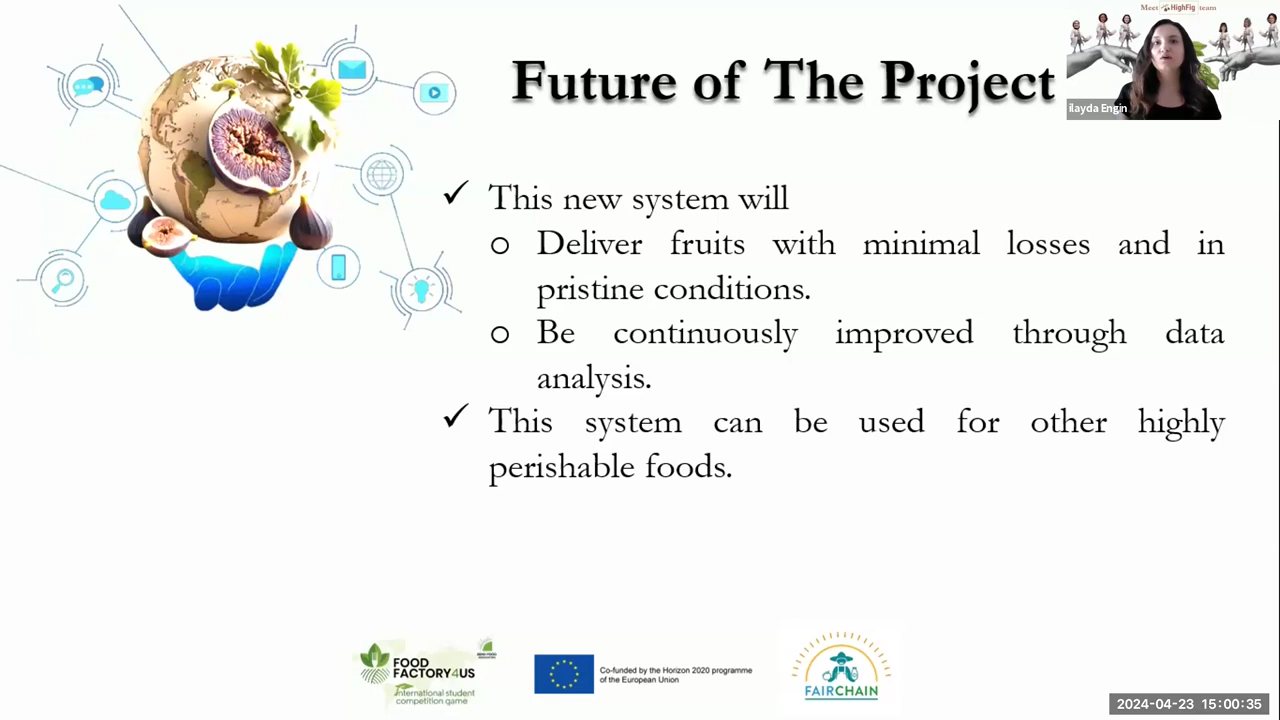 Meet HighFig team
ilayda Engin
Future of The Project
✓ This new system will
o Deliver fruits with minimal losses and in
pristine conditions.
o Be continuously improved through data
analysis.
✓ This system can be used for other highly
perishable foods.
FOOD
FACTORY4US
International student
competition game
Co-funded by the Horizon 2020 programme
of the European Union
FAIRCHAIN
2024-04-23 15:00:35